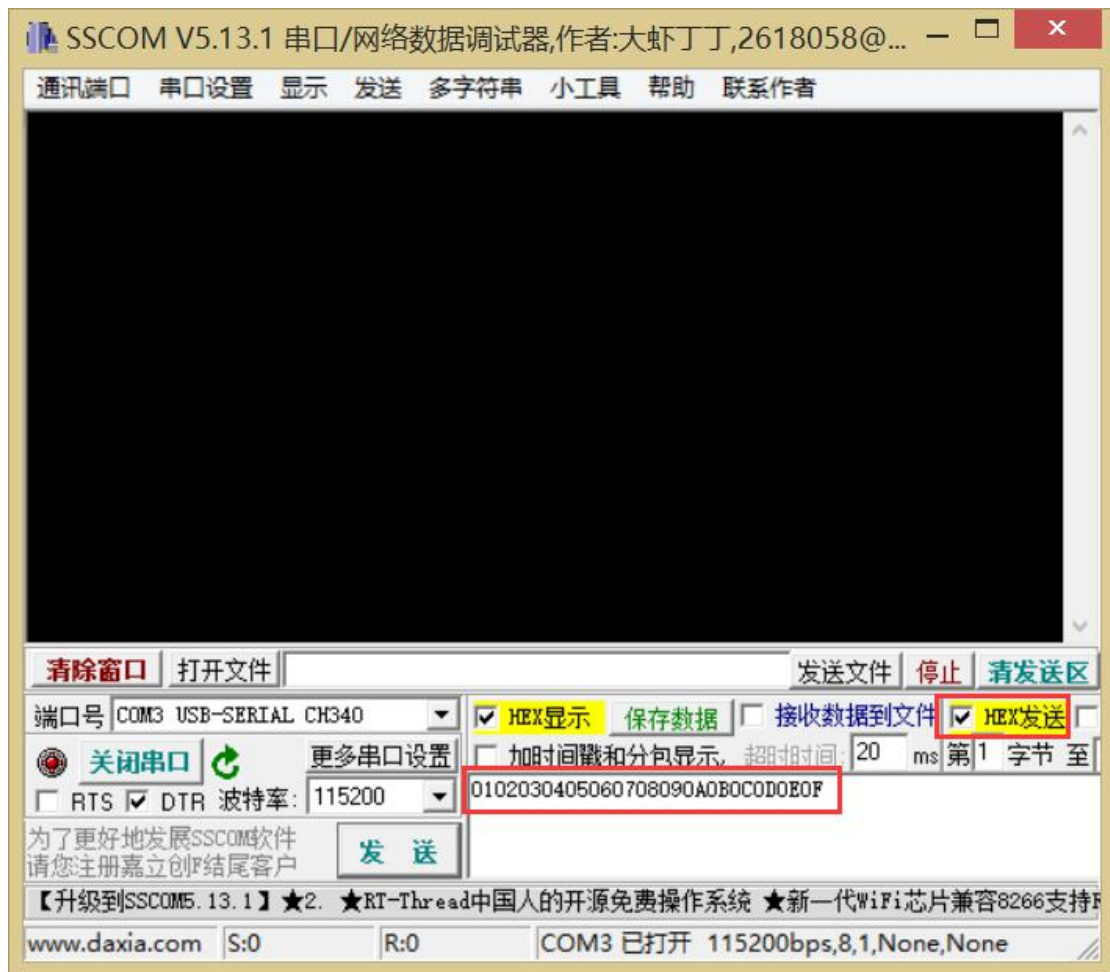 SSCOM V5.13.1 串口/网络数据调试器,作者:大虾丁丁,2618058@...
通讯端口 串口设置 显示 发送 多字符串 小工具 帮助 联系作者
清除窗口 打开文件 发送文件 停止 清发送区
端口号 COM3 USB-SERIAL CH340 HEX显示 保存数据 接收数据到文件 HEX发送
关闭串口 更多串口设置 加时间戳和分包显示, 超时时间: 20 ms 第1 字节 至
RTS DTR 波特率: 115200 0102030405060708090A0B0C0D0E0F
为了更好地发展SSCOM软件
请您注册嘉立创F结尾客户
发 送
【升级到SSCOM5.13.1】★2. ★RT-Thread中国人的开源免费操作系统 ★新一代WiFi芯片兼容8266支持
www.daxia.com S:0 R:0 COM3 已打开 115200bps,8,1,None,None